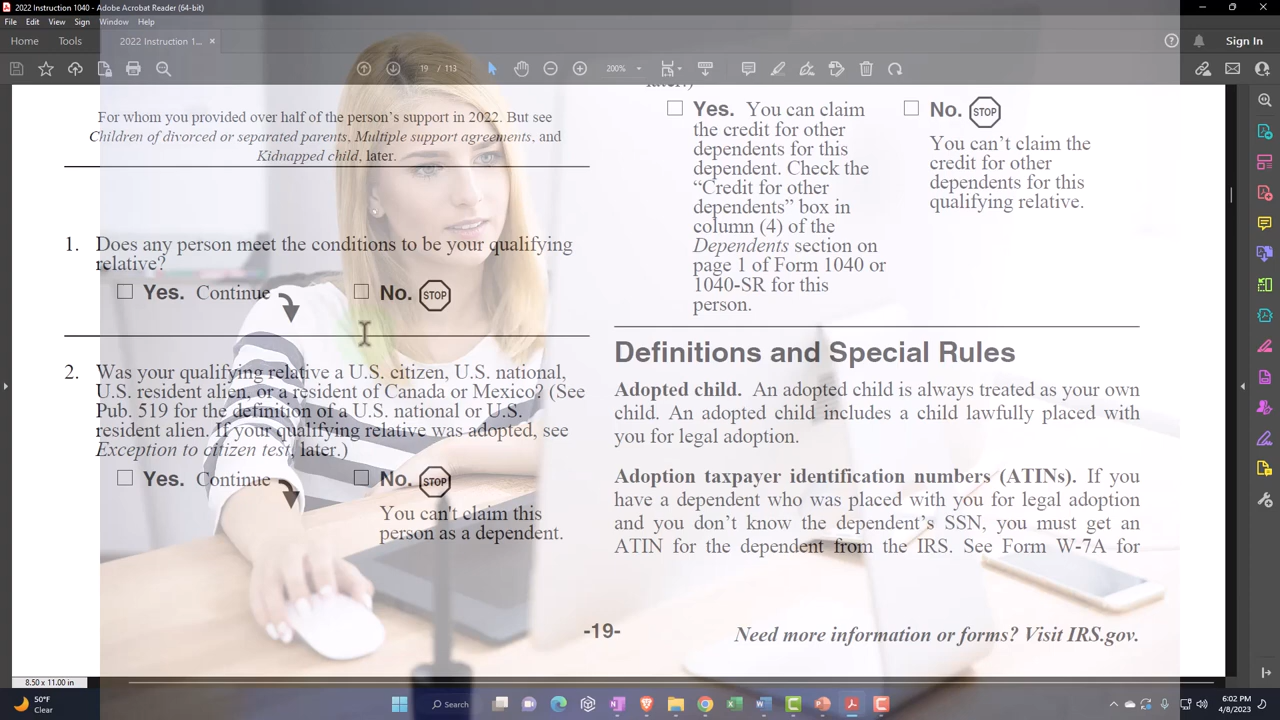 2022 Instruction 1040 - Adobe Acrobat Reader (64-bit)
File Edit View Sign Window Help
Home Tools 2022 Instruction 1... × Sign In
19 / 113 200%
For whom you provided over half of the person's support in 2022. But see
Children of divorced or separated parents, Multiple support agreements, and
Kidnapped child, later.
1. Does any person meet the conditions to be your qualifying
relative?
Yes. Continue No. STOP
2. Was your qualifying relative a U.S. citizen, U.S. national,
U.S. resident alien, or a resident of Canada or Mexico? (See
Pub. 519 for the definition of a U.S. national or U.S.
resident alien. If your qualifying relative was adopted, see
Exception to citizen test, later.)
Yes. Continue No. STOP
You can't claim this
person as a dependent.
Yes. You can claim
the credit for other
dependents for this
dependent. Check the
“Credit for other
dependents” box in
column (4) of the
Dependents section on
page 1 of Form 1040 or
1040-SR for this
person.
No. STOP
You can’t claim the
credit for other
dependents for this
qualifying relative.
Definitions and Special Rules
Adopted child. An adopted child is always treated as your own
child. An adopted child includes a child lawfully placed with
you for legal adoption.
Adoption taxpayer identification numbers (ATINs). If you
have a dependent who was placed with you for legal adoption
and you don’t know the dependent’s SSN, you must get an
ATIN for the dependent from the IRS. See Form W-7A for
-19-
Need more information or forms? Visit IRS.gov.
8.50 x 11.00 in
50°F
Clear
Search
6:02 PM
4/8/2023